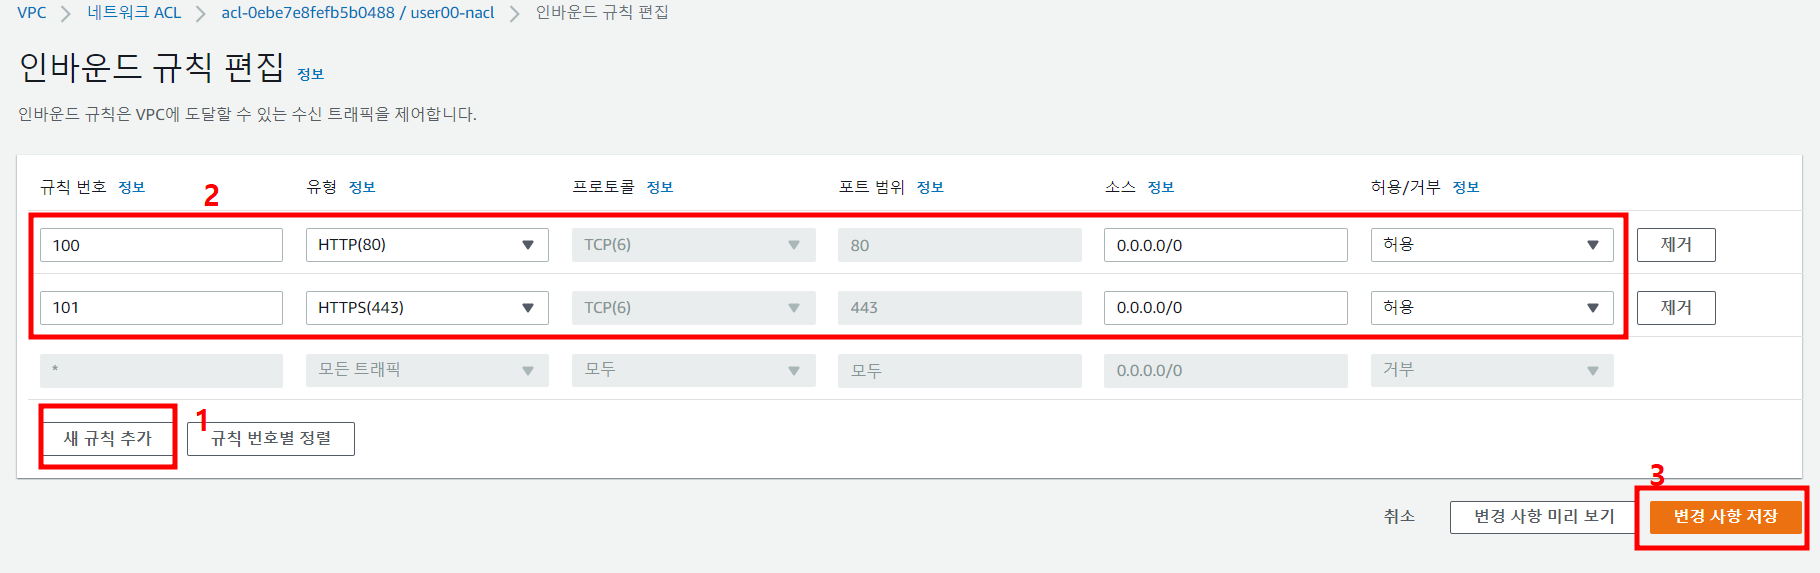 VPC > 네트워크 ACL > acl-0ebe7e8fefb5b0488 / user00-nacl > 인바운드 규칙 편집
인바운드 규칙 편집 정보
인바운드 규칙은 VPC에 도달할 수 있는 수신 트래픽을 제어합니다.
규칙 번호 정보 2 유형 정보 프로토콜 정보 포트 범위 정보 소스 정보 허용/거부 정보
100 HTTP(80) TCP(6) 80 0.0.0.0/0 허용 제거
101 HTTPS(443) TCP(6) 443 0.0.0.0/0 허용 제거
* 모든 트래픽 모두 모두 0.0.0.0/0 거부
새 규칙 추가 1 규칙 번호별 정렬
3
취소 변경 사항 미리 보기 변경 사항 저장